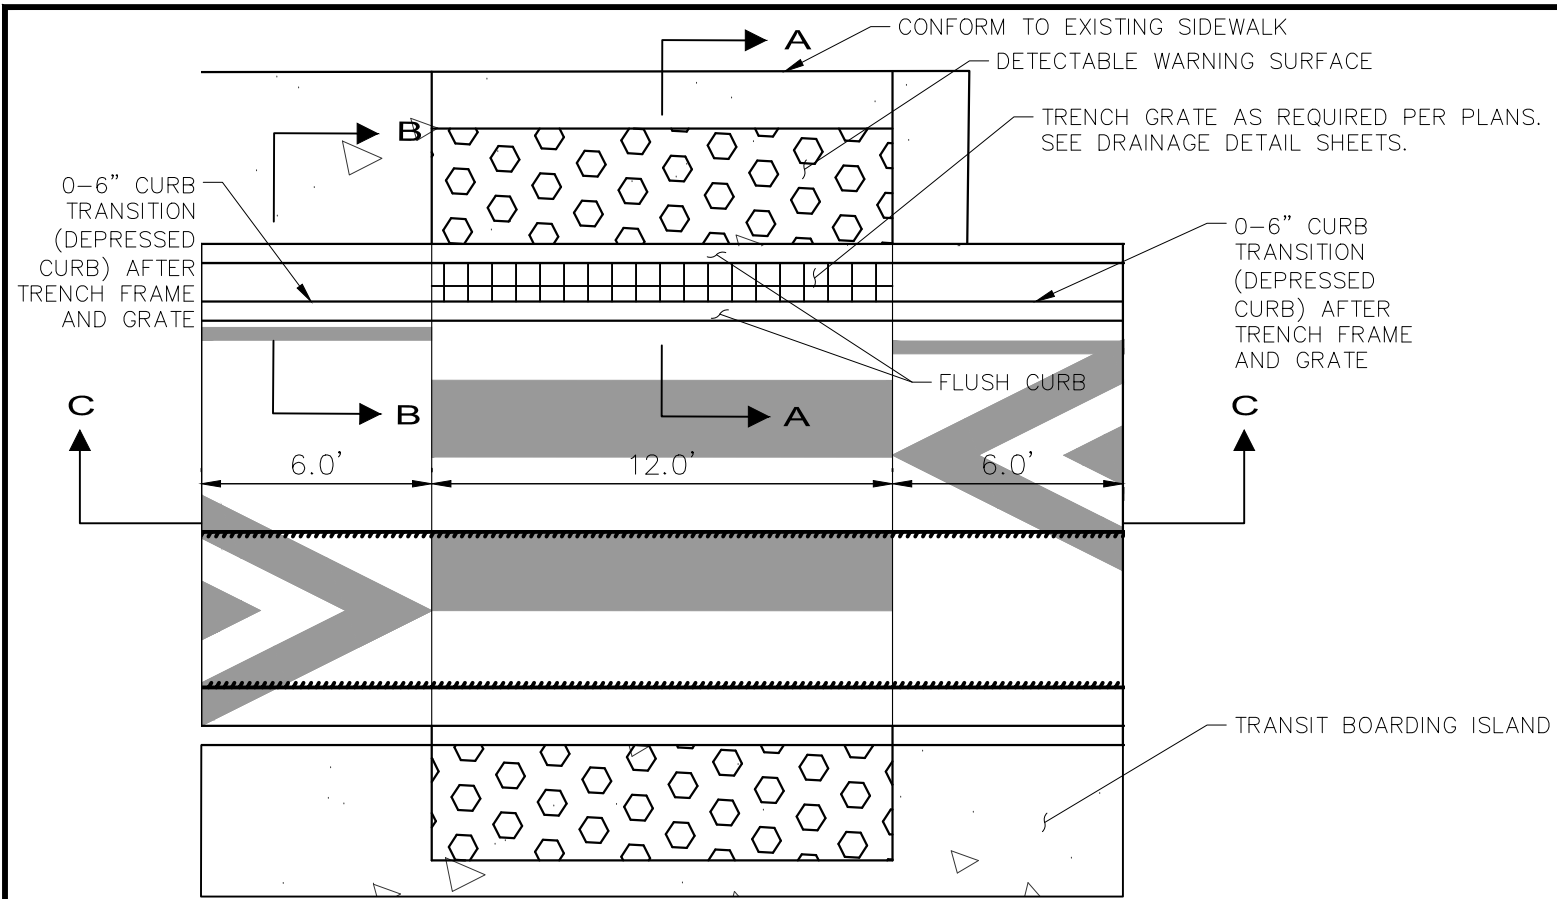 CONFORM TO EXISTING SIDEWALK
A
DETECTABLE WARNING SURFACE
TRENCH GRATE AS REQUIRED PER PLANS.
SEE DRAINAGE DETAIL SHEETS.
B
0-6" CURB
TRANSITION
(DEPRESSED
CURB) AFTER
TRENCH FRAME
AND GRATE
0-6" CURB
TRANSITION
(DEPRESSED
CURB) AFTER
TRENCH FRAME
AND GRATE
FLUSH CURB
C
B
A
C
6.0'
12.0'
6.0'
TRANSIT BOARDING ISLAND